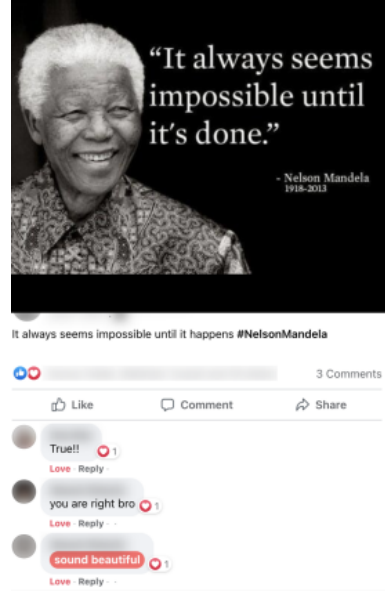 “It always seems
impossible until
it's done.”
- Nelson Mandela
1918-2013
It always seems impossible until it happens #NelsonMandela
3 Comments
Like Comment Share
True!! 1
Love · Reply ·
you are right bro 1
Love · Reply · ·
sound beautiful 1
Love · Reply · ·